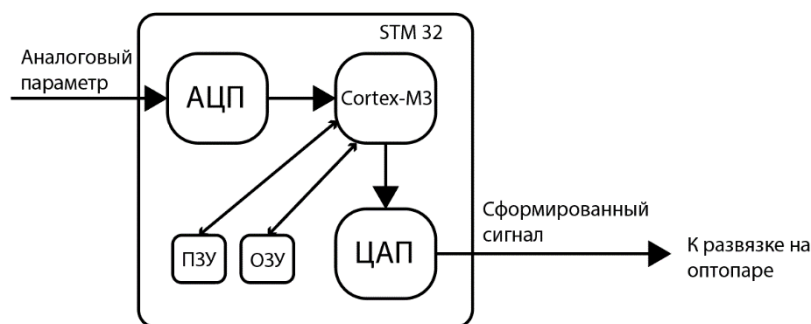 STM 32
Аналоговый
параметр
АЦП
Cortex-M3
ПЗУ
ОЗУ
ЦАП
Сформированный
сигнал
К развязке на
оптопаре